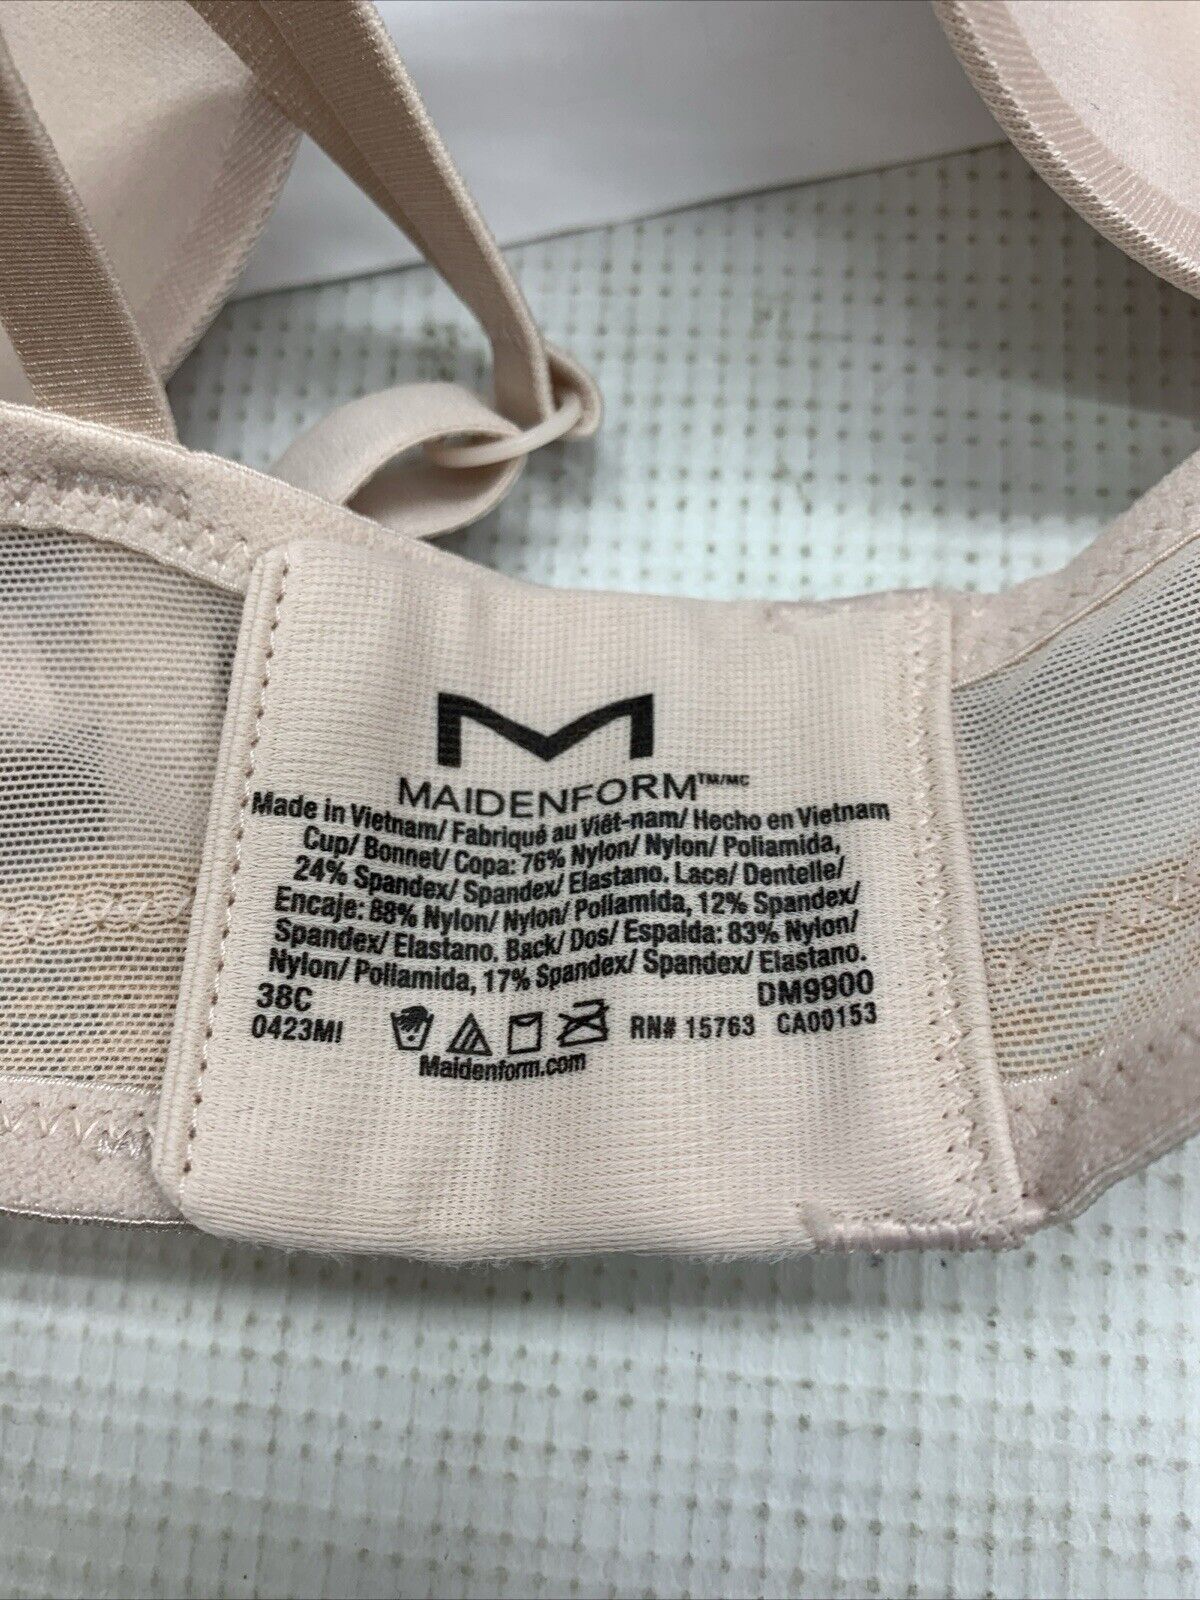 MAIDENFORM™/MC
Made in Vietnam/ Fabriqué au Viêt-nam/ Hecho en Vietnam
Cup/ Bonnet/ Copa: 76% Nylon/ Nylon/ Poliamida,
24% Spandex/ Spandex/ Elastano. Lace/ Dentelle/
Encaje: 88% Nylon/ Nylon/ Poliamida, 12% Spandex/
Spandex/ Elastano. Back/ Dos/ Espalda: 83% Nylon/
Nylon/ Poliamida, 17% Spandex/ Spandex/ Elastano.
38C DM9900
0423MI RN# 15763 CA00153
Maidenform.com